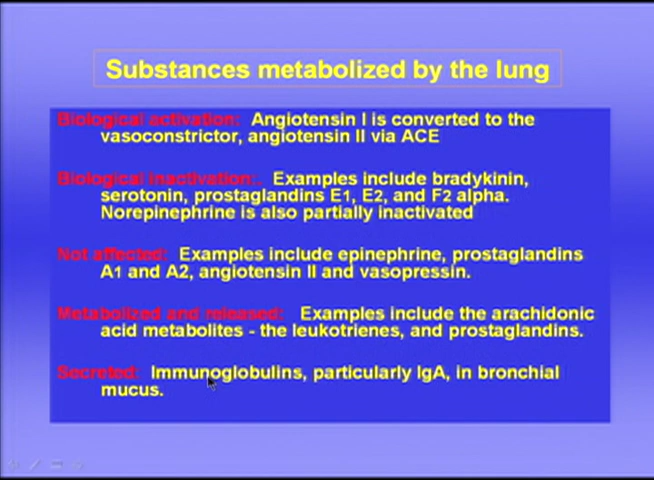 Substances metabolized by the lung
Biological activation: Angiotensin I is converted to the
vasoconstrictor, angiotensin II via ACE
Biological inactivation:. Examples include bradykinin,
serotonin, prostaglandins E1, E2, and F2 alpha.
Norepinephrine is also partially inactivated
Not affected: Examples include epinephrine, prostaglandins
A1 and A2, angiotensin II and vasopressin.
Metabolized and released: Examples include the arachidonic
acid metabolites - the leukotrienes, and prostaglandins.
Secreted: Immunoglobulins, particularly IgA, in bronchial
mucus.